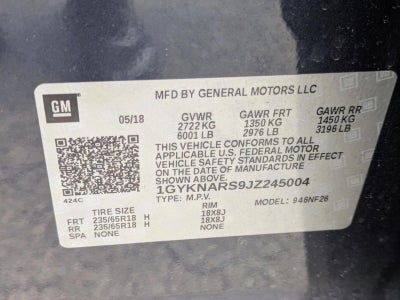 MFD BY GENERAL MOTORS LLC
GM
05/18 GVWR GAWR FRT GAWR RR
2722 KG 1350 KG 1450 KG
6001 LB 2976 LB 3196 LB
THIS VEHICLE CONFORMS TO ALL
APPLICABLE U.S. FEDERAL MOTOR
VEHICLE SAFETY STANDARDS IN EFFECT
ON THE DATE OF MANUFACTURE SHOWN ABOVE
1GYKNARS9JZ245004
424C TYPE: M.P.V. MODEL: 946NF26
TIRE SIZE RIM
FRT 235/65R18 H 18X8J
RR 235/65R18 H 18X8J
SPA NONE NONE